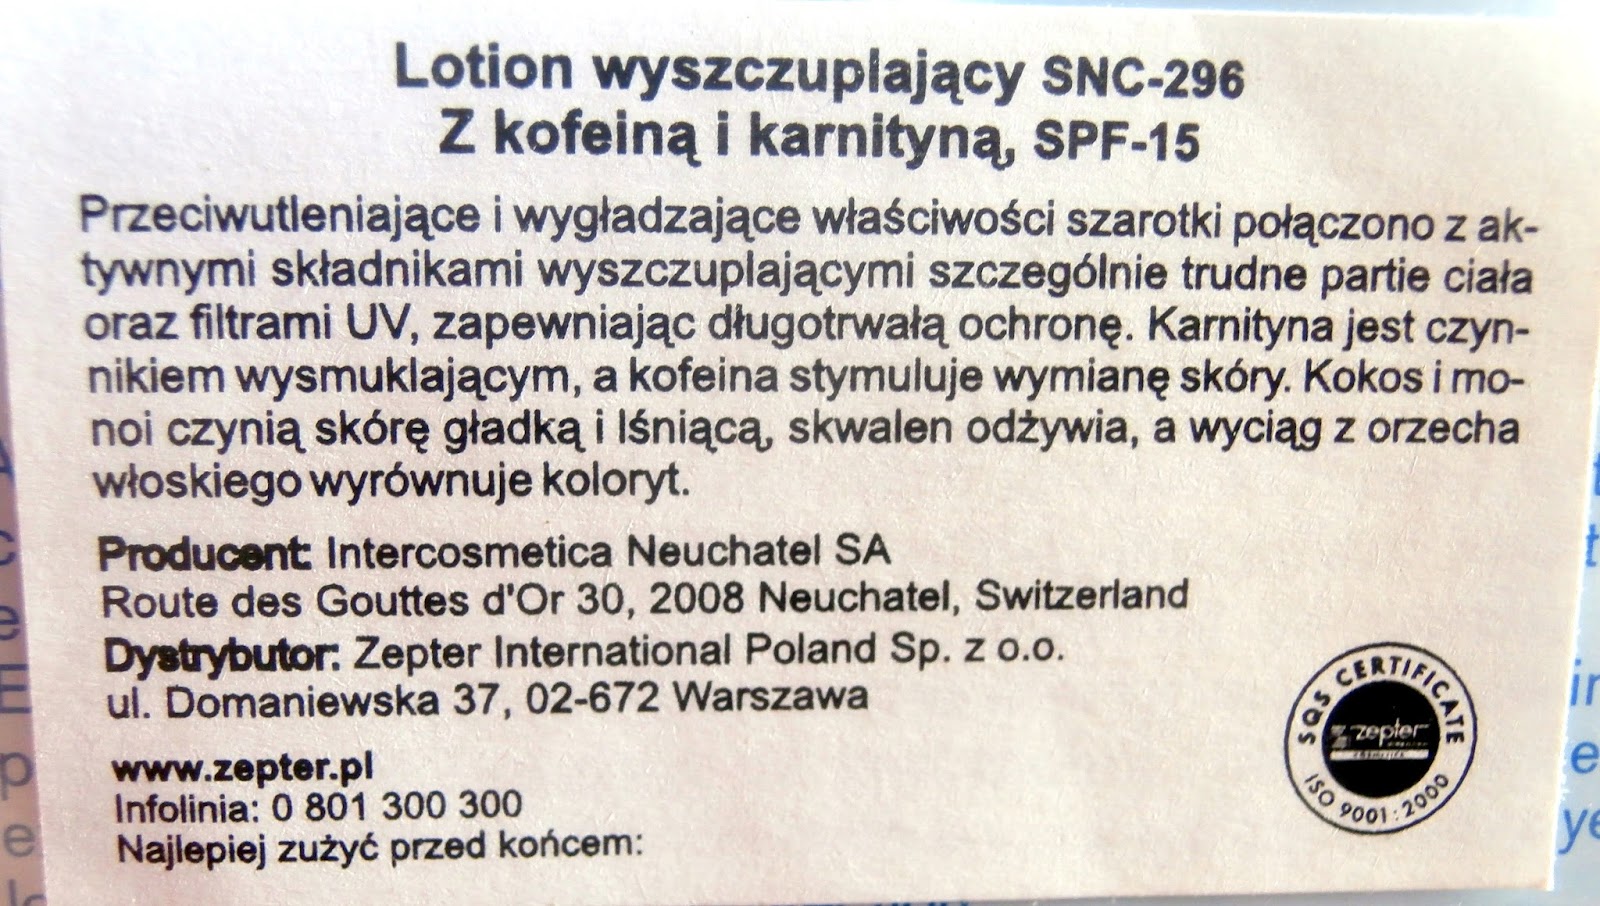 Lotion wyszczuplający SNC-296
Z kofeiną i karnityną, SPF-15
Przeciwutleniające i wygładzające właściwości szarotki połączono z ak-
tywnymi składnikami wyszczuplającymi szczególnie trudne partie ciała
oraz filtrami UV, zapewniając długotrwałą ochronę. Karnityna jest czyn-
nikiem wysmuklającym, a kofeina stymuluje wymianę skóry. Kokos i mo-
noi czynią skórę gładką i lśniącą, skwalen odżywia, a wyciąg z orzecha
włoskiego wyrównuje koloryt.
Producent: Intercosmetica Neuchatel SA
Route des Gouttes d'Or 30, 2008 Neuchatel, Switzerland
Dystrybutor: Zepter International Poland Sp. z o.o.
ul. Domaniewska 37, 02-672 Warszawa
www.zepter.pl
Infolinia: 0 801 300 300
Najlepiej zużyć przed końcem:
SQS CERTIFICATE
zepter
ISO 9001:2000